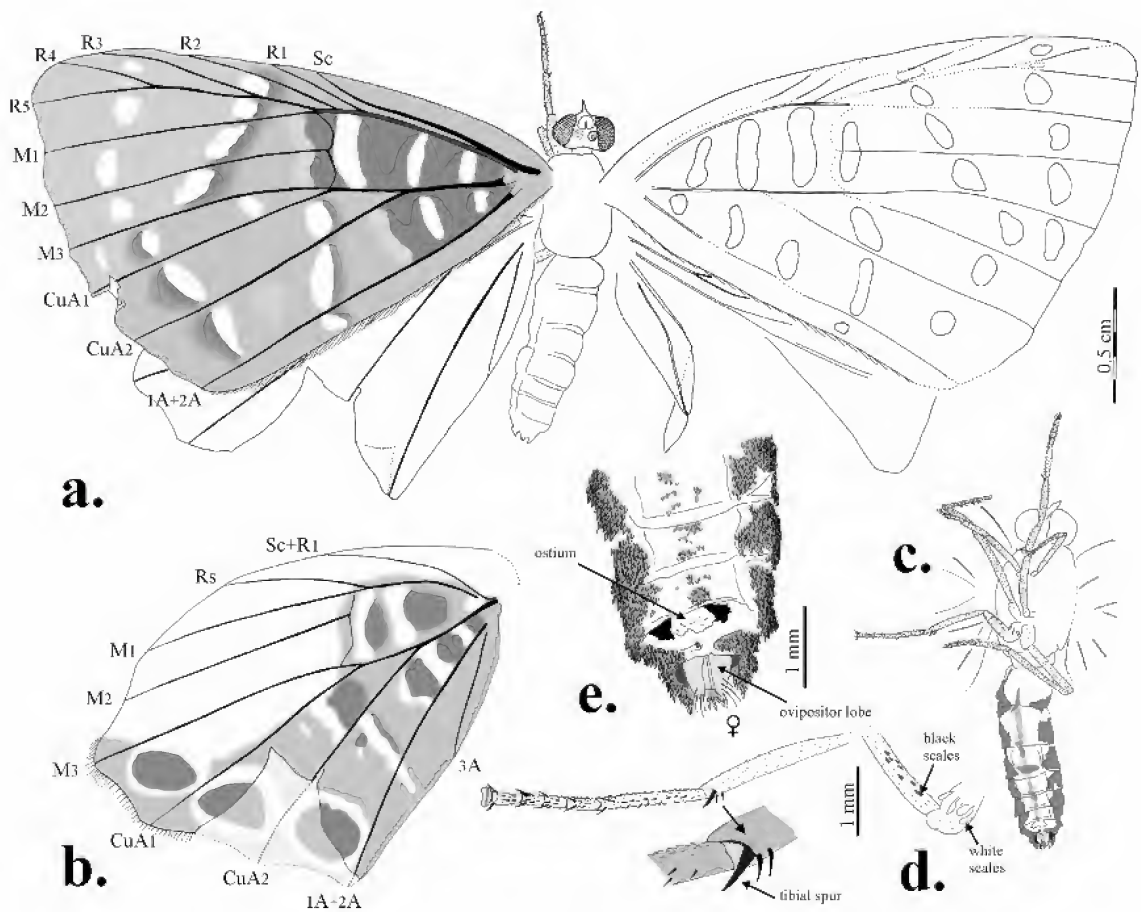 R4
R3
R2
R1
Sc
R5
M1
M2
M3
CuA1
CuA2
1A+2A
a.
0.5 cm
Sc+R1
Rs
M1
M2
M3
CuA1
CuA2
1A+2A
3A
b.
ostium
1 mm
e.
ovipositor lobe
♀
c.
black
scales
1 mm
white
scales
tibial spur
d.